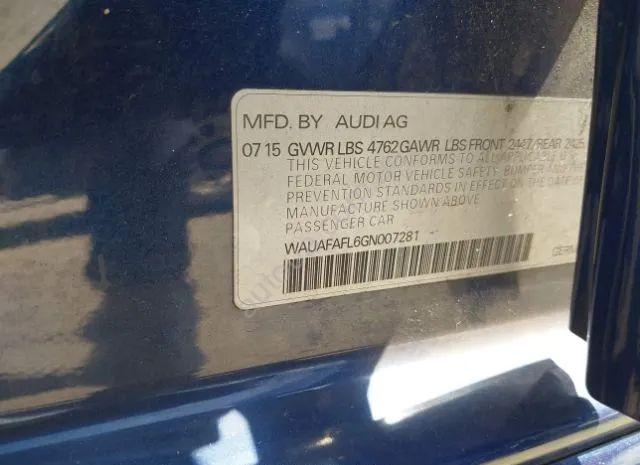 MFD. BY AUDI AG
07 15 GVWR LBS 4762 GAWR LBS FRONT 2447/REAR 2425
THIS VEHICLE CONFORMS TO ALL APPLICABLE
FEDERAL MOTOR VEHICLE SAFETY, BUMPER AND
PREVENTION STANDARDS IN EFFECT ON THE DATE OF
MANUFACTURE SHOWN ABOVE
PASSENGER CAR
WAUAFAFL6GN007281